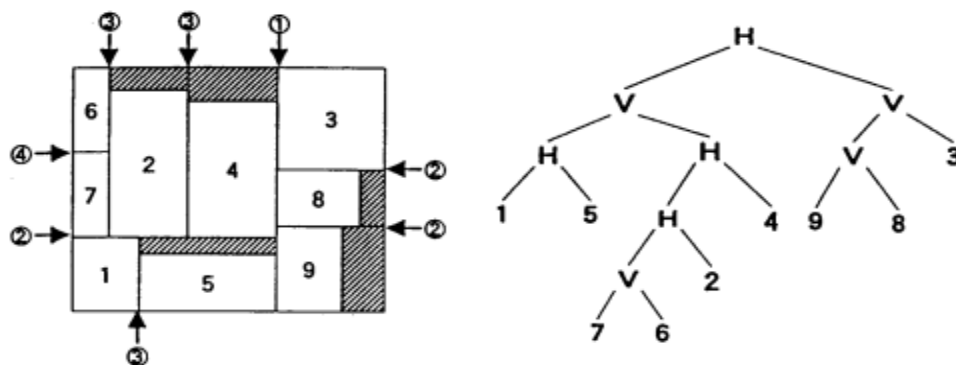 ③ ③ ①
6 2 4 3
④
7 8 ②
② ②
1 5 9
③
H
V V
H H V 3
1 5 H 4 9 8
V 2
7 6